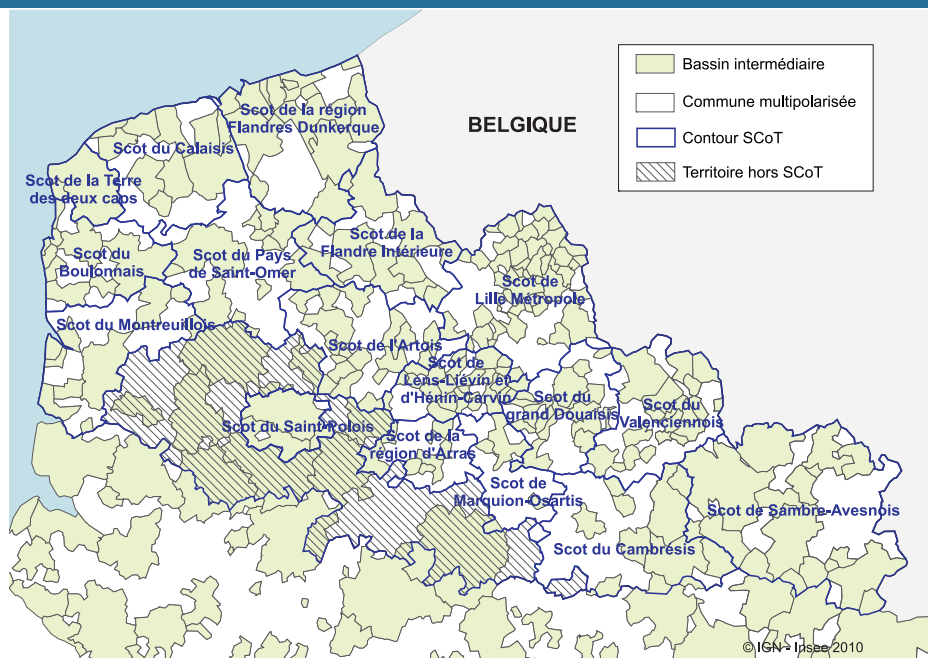 Bassin intermédiaire
Commune multipolarisée
Contour SCoT
Territoire hors SCoT
BELGIQUE
Scot de la région
Flandres Dunkerque
Scot du Calaisis
Scot de la Terre
des deux caps
Scot du
Boulonnais
Scot du Pays
de Saint-Omer
Scot de la
Flandre Intérieure
Scot de
Lille Métropole
Scot du Montreuillois
Scot de l'Artois
Scot de
Lens-Liévin et
d'Hénin-Carvin
Scot du
grand Douaisis
Scot du
Valenciennois
Scot du Saint-Polois
Scot de la
région d'Arras
Scot de
Marquion-Osartis
Scot de Sambre-Avesnois
Scot du Cambrésis
© IGN - Insee 2010